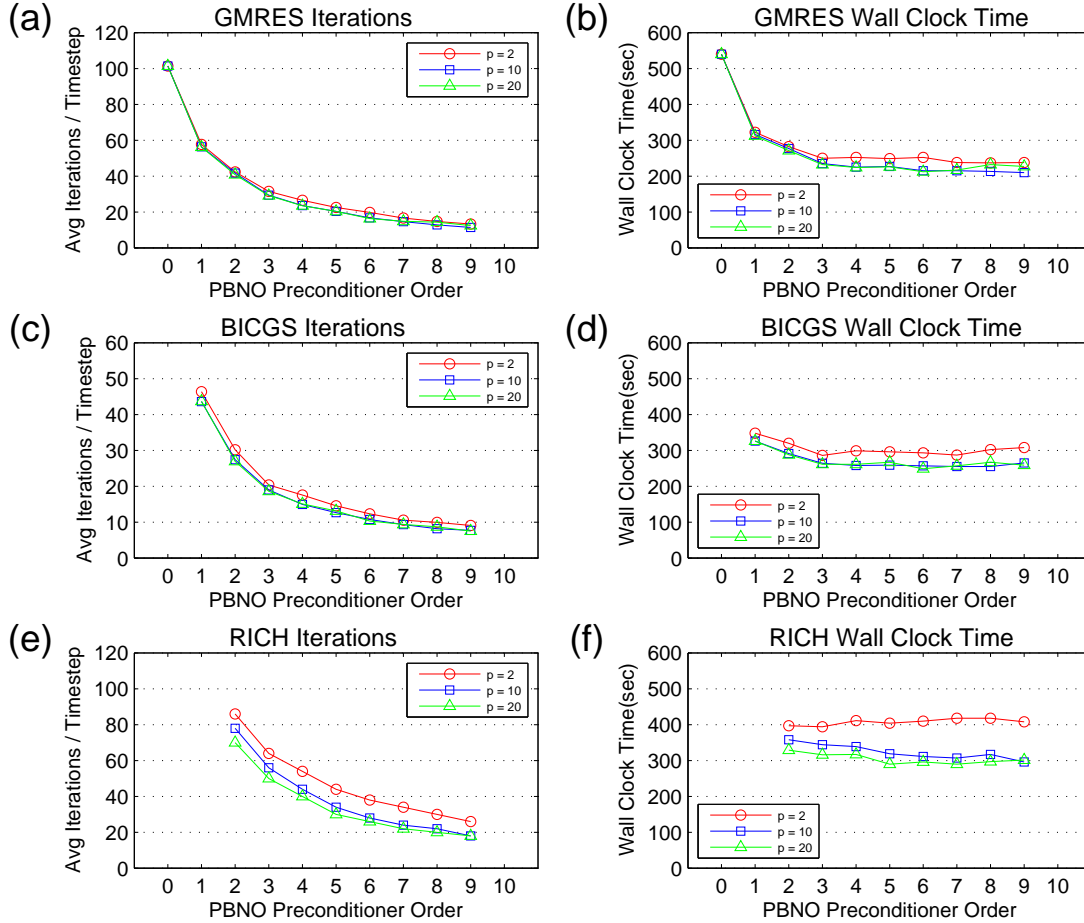 (a)
GMRES Iterations
Avg Iterations / Timestep
120
100
80
60
40
20
0
p = 2
p = 10
p = 20
0 1 2 3 4 5 6 7 8 9 10
PBNO Preconditioner Order
(b)
GMRES Wall Clock Time
Wall Clock Time(sec)
600
500
400
300
200
100
0
p = 2
p = 10
p = 20
0 1 2 3 4 5 6 7 8 9 10
PBNO Preconditioner Order
(c)
BICGS Iterations
Avg Iterations / Timestep
60
50
40
30
20
10
0
p = 2
p = 10
p = 20
0 1 2 3 4 5 6 7 8 9 10
PBNO Preconditioner Order
(d)
BICGS Wall Clock Time
Wall Clock Time(sec)
600
500
400
300
200
100
0
p = 2
p = 10
p = 20
0 1 2 3 4 5 6 7 8 9 10
PBNO Preconditioner Order
(e)
RICH Iterations
Avg Iterations / Timestep
120
100
80
60
40
20
0
p = 2
p = 10
p = 20
0 1 2 3 4 5 6 7 8 9 10
PBNO Preconditioner Order
(f)
RICH Wall Clock Time
Wall Clock Time(sec)
600
500
400
300
200
100
0
p = 2
p = 10
p = 20
0 1 2 3 4 5 6 7 8 9 10
PBNO Preconditioner Order